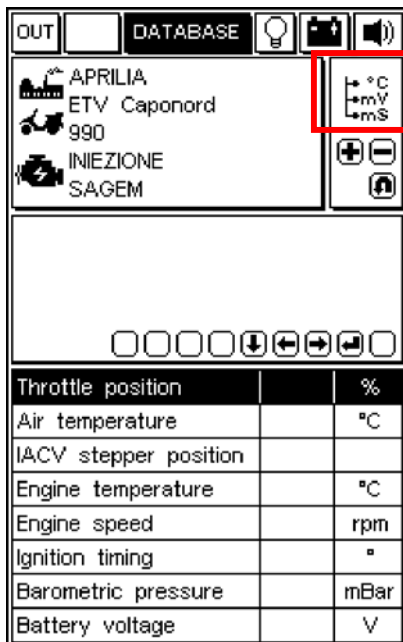 OUT DATABASE
APRILIA
ETV Caponord
990
INIEZIONE
SAGEM
°C
mV
mS
Throttle position %
Air temperature °C
IACV stepper position
Engine temperature °C
Engine speed rpm
Ignition timing °
Barometric pressure mBar
Battery voltage V